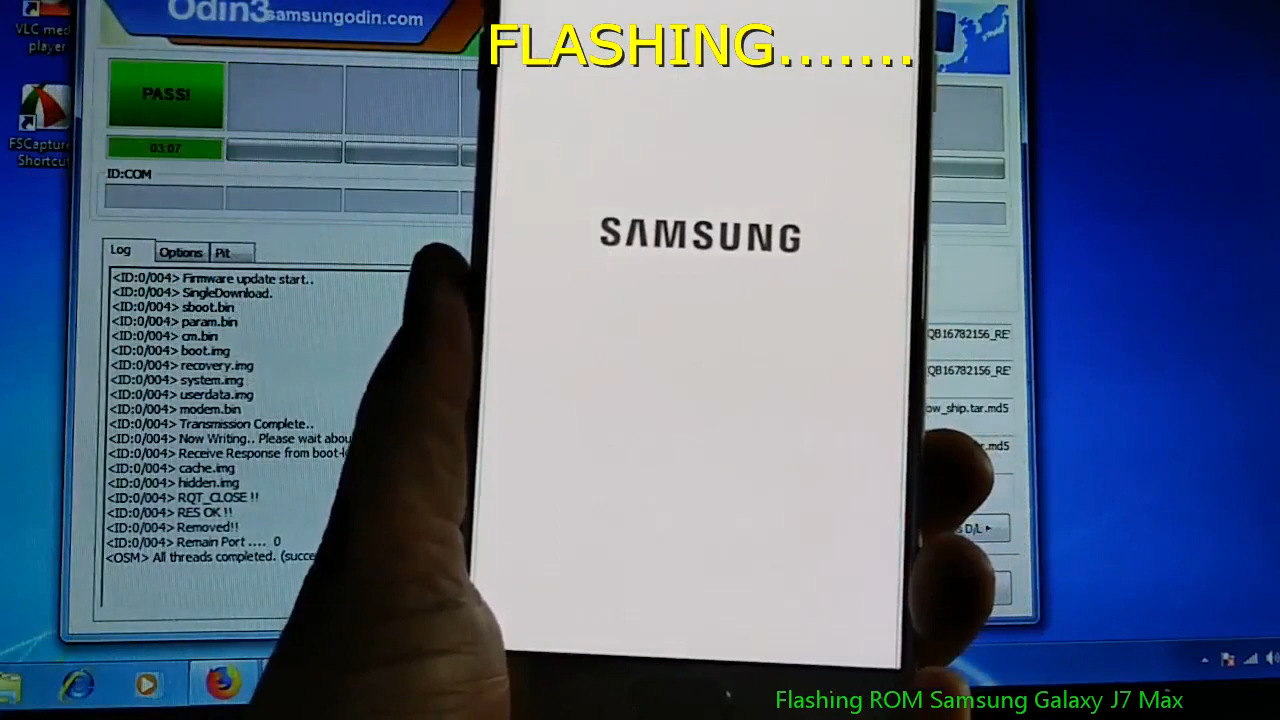 Odin3 samsungodin.com
FLASHING.......
VLC med
player
PASS!
03:07
FSCapture
Shortcut
ID:COM
Log
Options
Pit
<ID:0/004> Firmware update start..
<ID:0/004> SingleDownload.
<ID:0/004> sboot.bin
<ID:0/004> param.bin
<ID:0/004> cm.bin
<ID:0/004> boot.img
<ID:0/004> recovery.img
<ID:0/004> system.img
<ID:0/004> userdata.img
<ID:0/004> modem.bin
<ID:0/004> Transmission Complete..
<ID:0/004> Now Writing.. Please wait abou
<ID:0/004> Receive Response from boot-l
<ID:0/004> cache.img
<ID:0/004> hidden.img
<ID:0/004> RQT_CLOSE !!
<ID:0/004> RES OK !!
<ID:0/004> Removed!!
<ID:0/004> Remain Port .... 0
<OSM> All threads completed. (succe
SAMSUNG
QB16782156_RE
QB16782156_RE
ow_ship.tar.md5
.md5
D/L
Flashing ROM Samsung Galaxy J7 Max